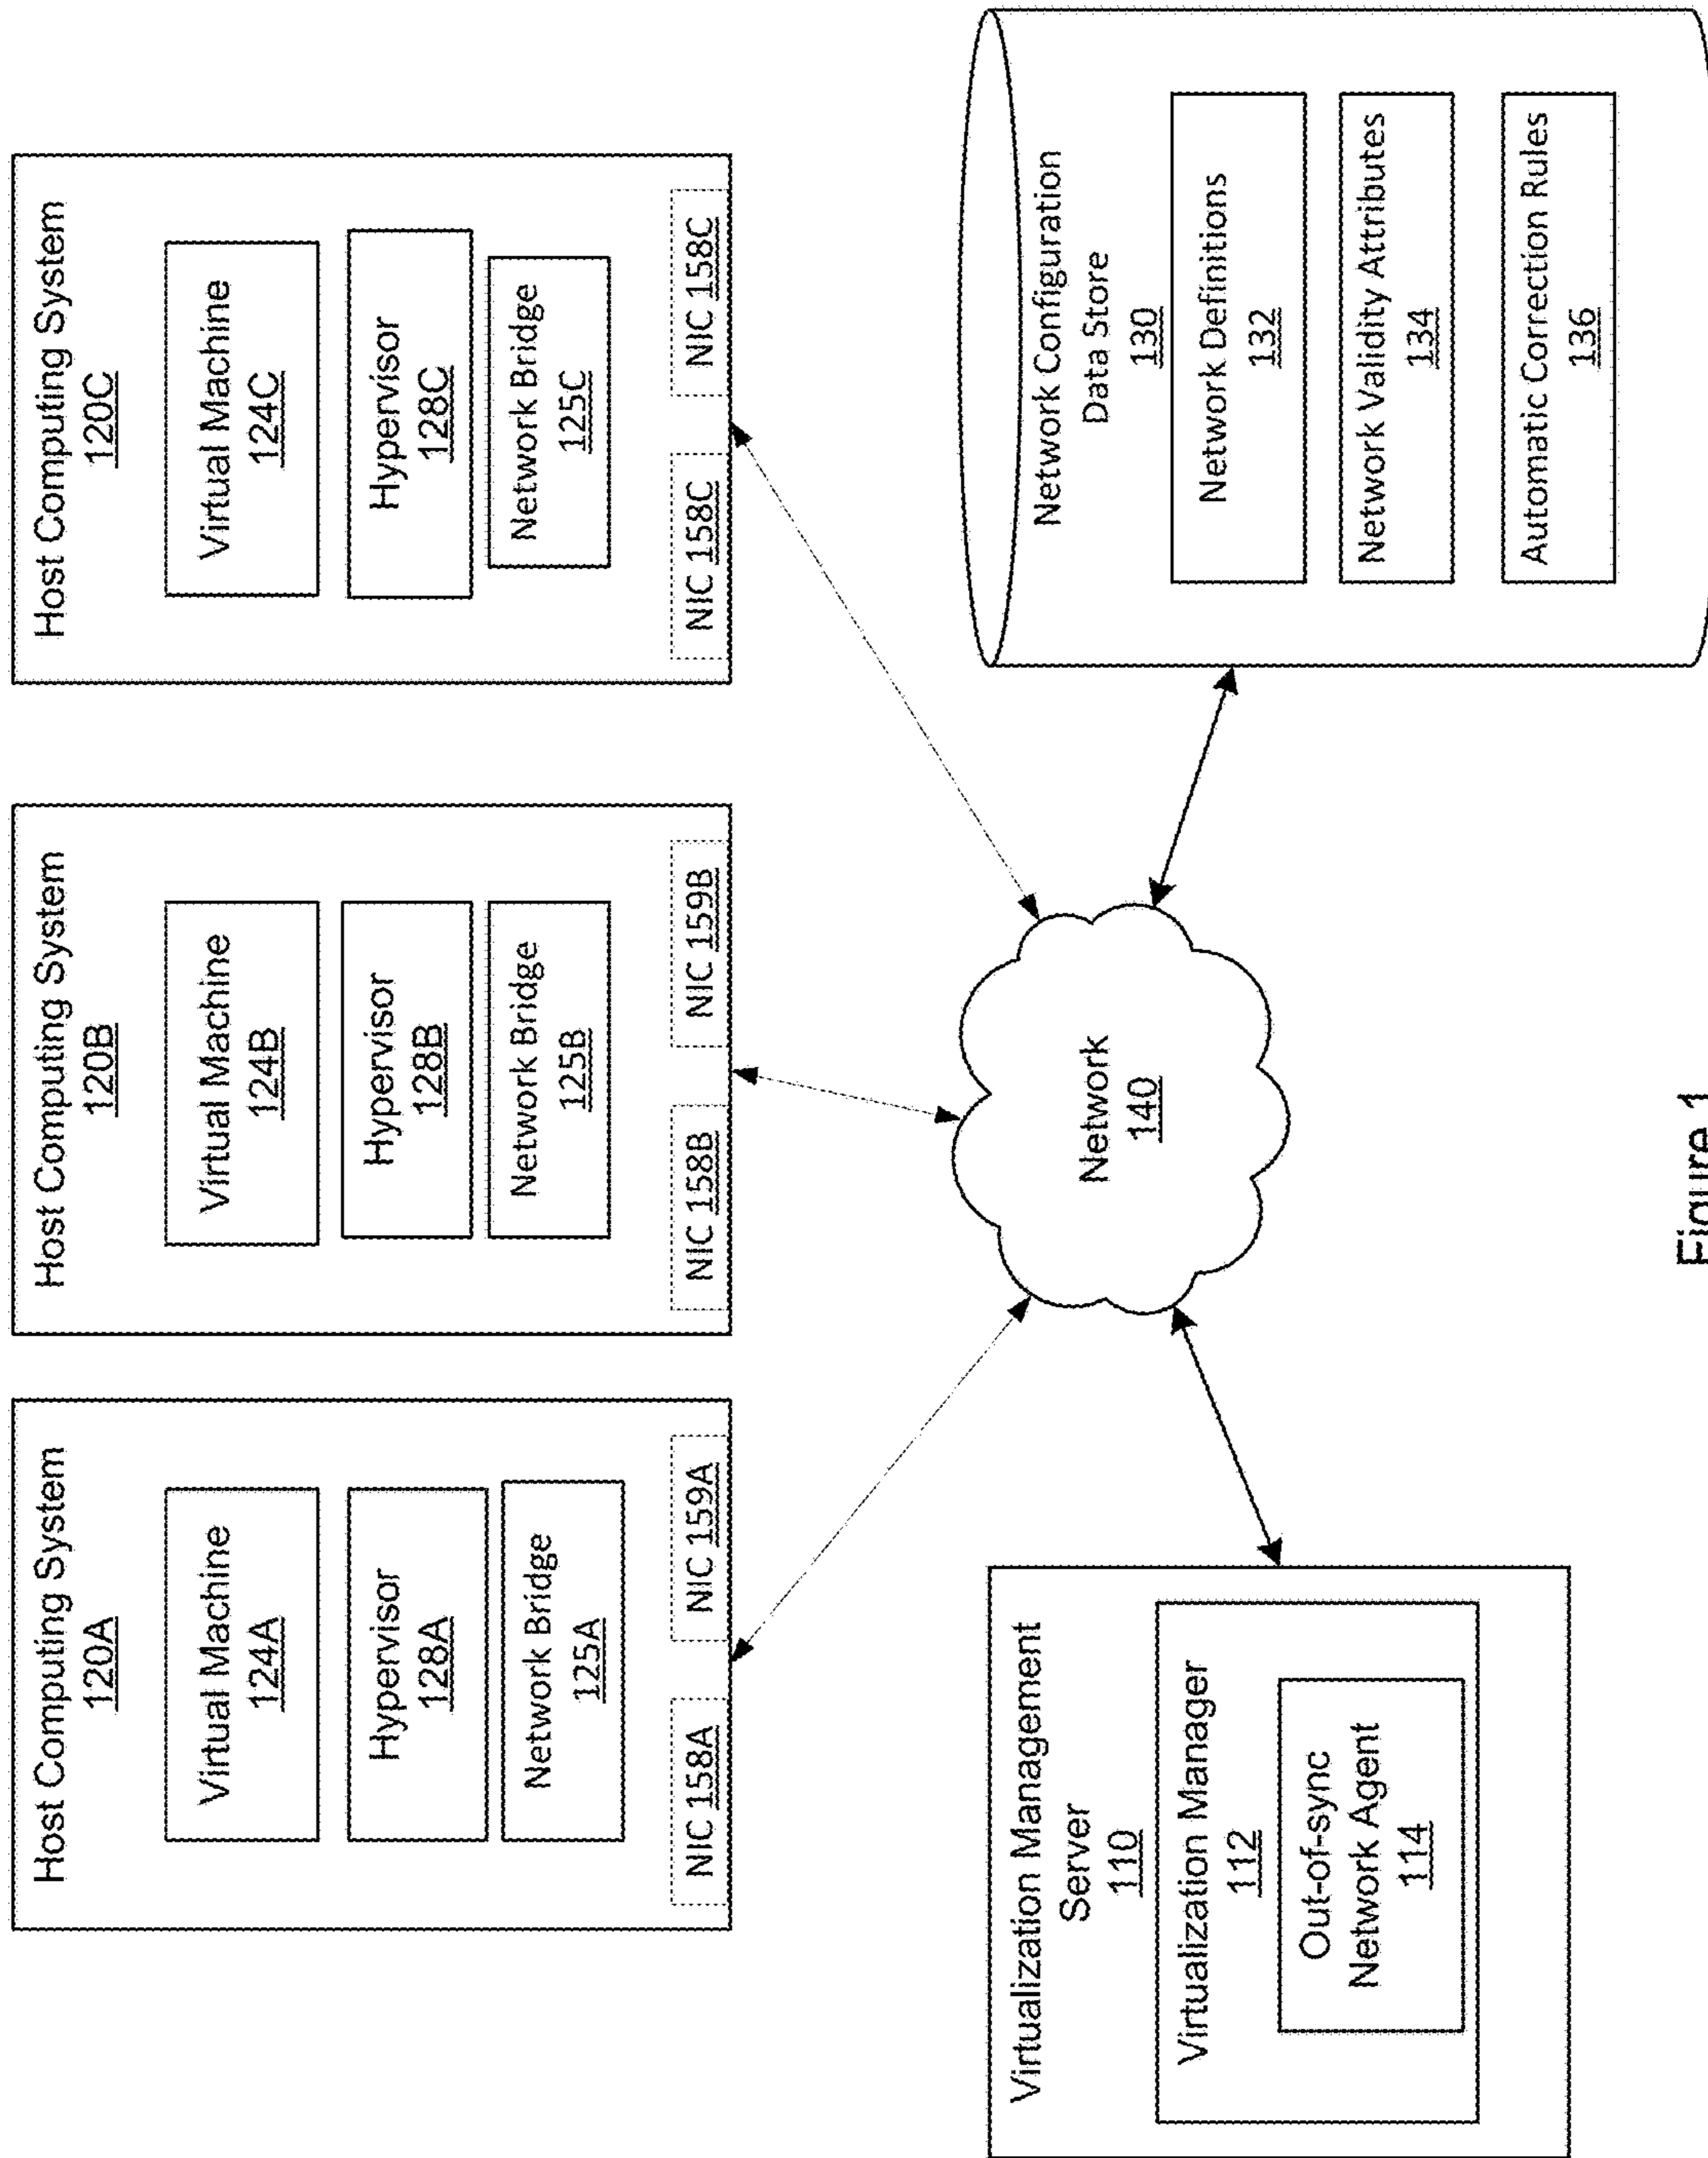 Host Computing System
120A
Virtual Machine
124A
Hypervisor
128A
Network Bridge
125A
NIC 158A
NIC 159A
Host Computing System
120B
Virtual Machine
124B
Hypervisor
128B
Network Bridge
125B
NIC 158B
NIC 159B
Host Computing System
120C
Virtual Machine
124C
Hypervisor
128C
Network Bridge
125C
NIC 158C
NIC 158C
Network
140
Virtualization Management
Server
110
Virtualization Manager
112
Out-of-sync
Network Agent
114
Network Configuration
Data Store
130
Network Definitions
132
Network Validity Attributes
134
Automatic Correction Rules
136
Figure 1